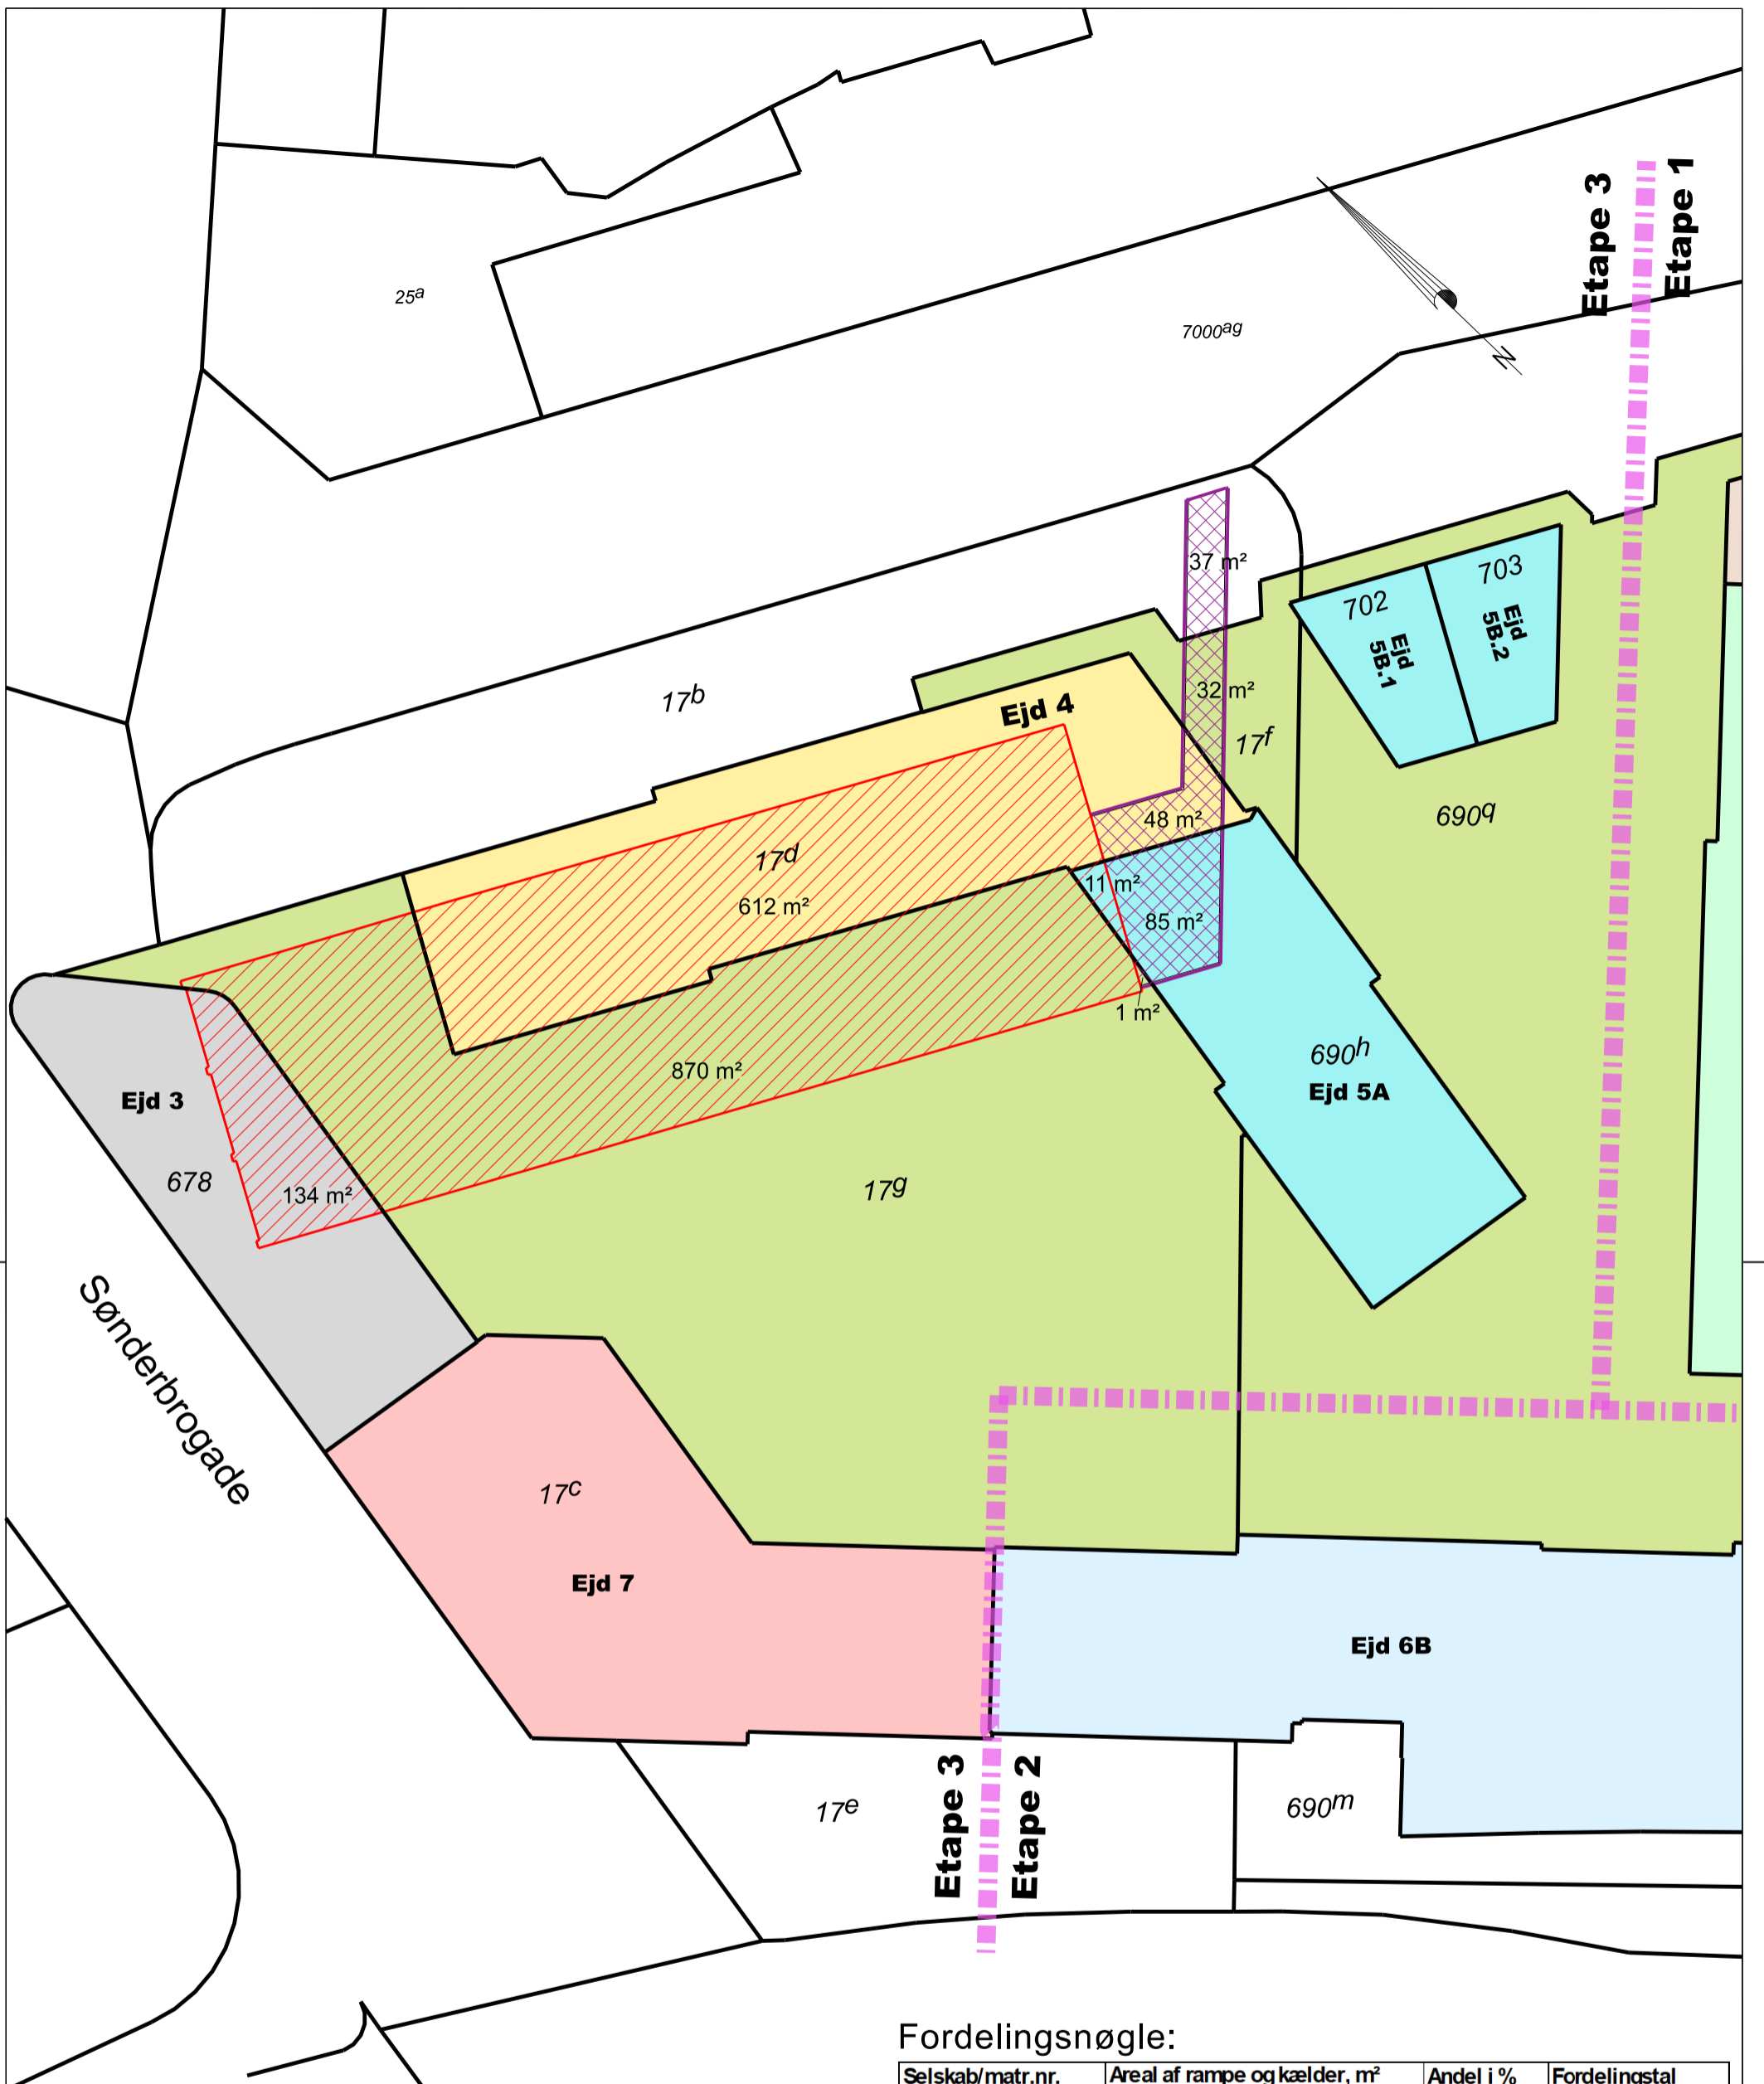 Etape 3
Etape 1
25a
7000ag
N
37 m²
703
702
Ejd
5B.2
Ejd
5B.1
32 m²
17b
Ejd 4
17f
690q
48 m²
17d
11 m²
612 m²
85 m²
1 m²
690h
870 m²
Ejd 5A
Ejd 3
678
134 m²
17g
Sønderbrogade
17c
Ejd 7
Ejd 6B
Etape 3
Etape 2
17e
690m
Fordelingsnøgle:
Selskab/matr.nr. Areal af rampe og kælder, m² Andel i % Fordelingstal